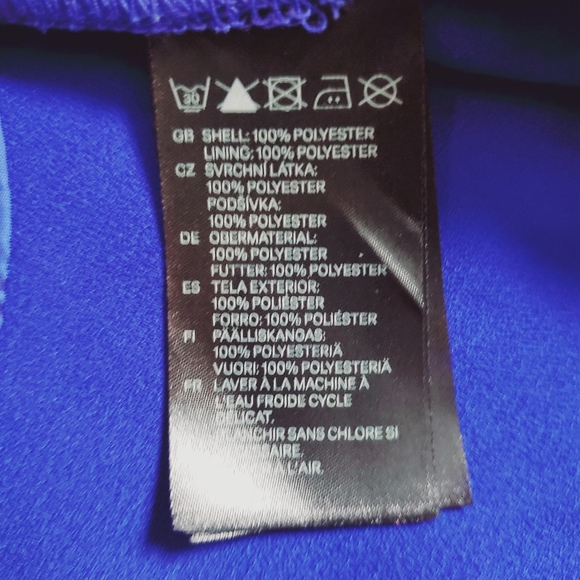 30
GB SHELL: 100% POLYESTER
LINING: 100% POLYESTER
CZ SVRCHNÍ LÁTKA:
100% POLYESTER
PODŠÍVKA:
100% POLYESTER
DE OBERMATERIAL:
100% POLYESTER
FUTTER: 100% POLYESTER
ES TELA EXTERIOR:
100% POLIÉSTER
FORRO: 100% POLIÉSTER
FI PÄÄLLISKANGAS:
100% POLYESTERIÄ
VUORI: 100% POLYESTERIÄ
FR LAVER À LA MACHINE À
L'EAU FROIDE CYCLE
DÉLICAT.
SANS CHLORE SI
L'AIR.